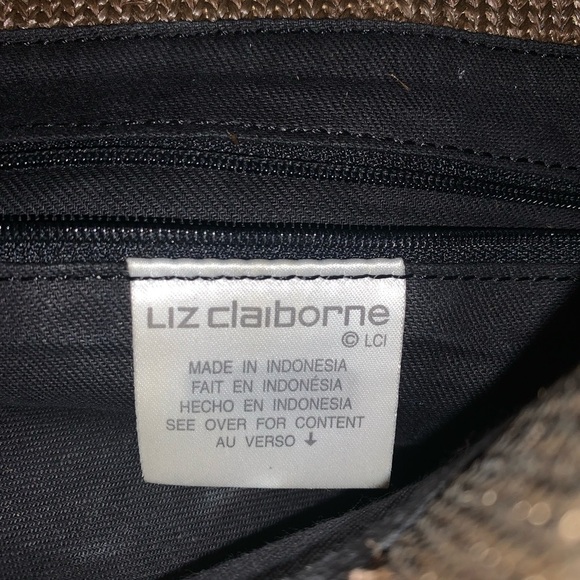 Liz claiborne
© LCI
MADE IN INDONESIA
FAIT EN INDONÉSIA
HECHO EN INDONESIA
SEE OVER FOR CONTENT
AU VERSO ↓